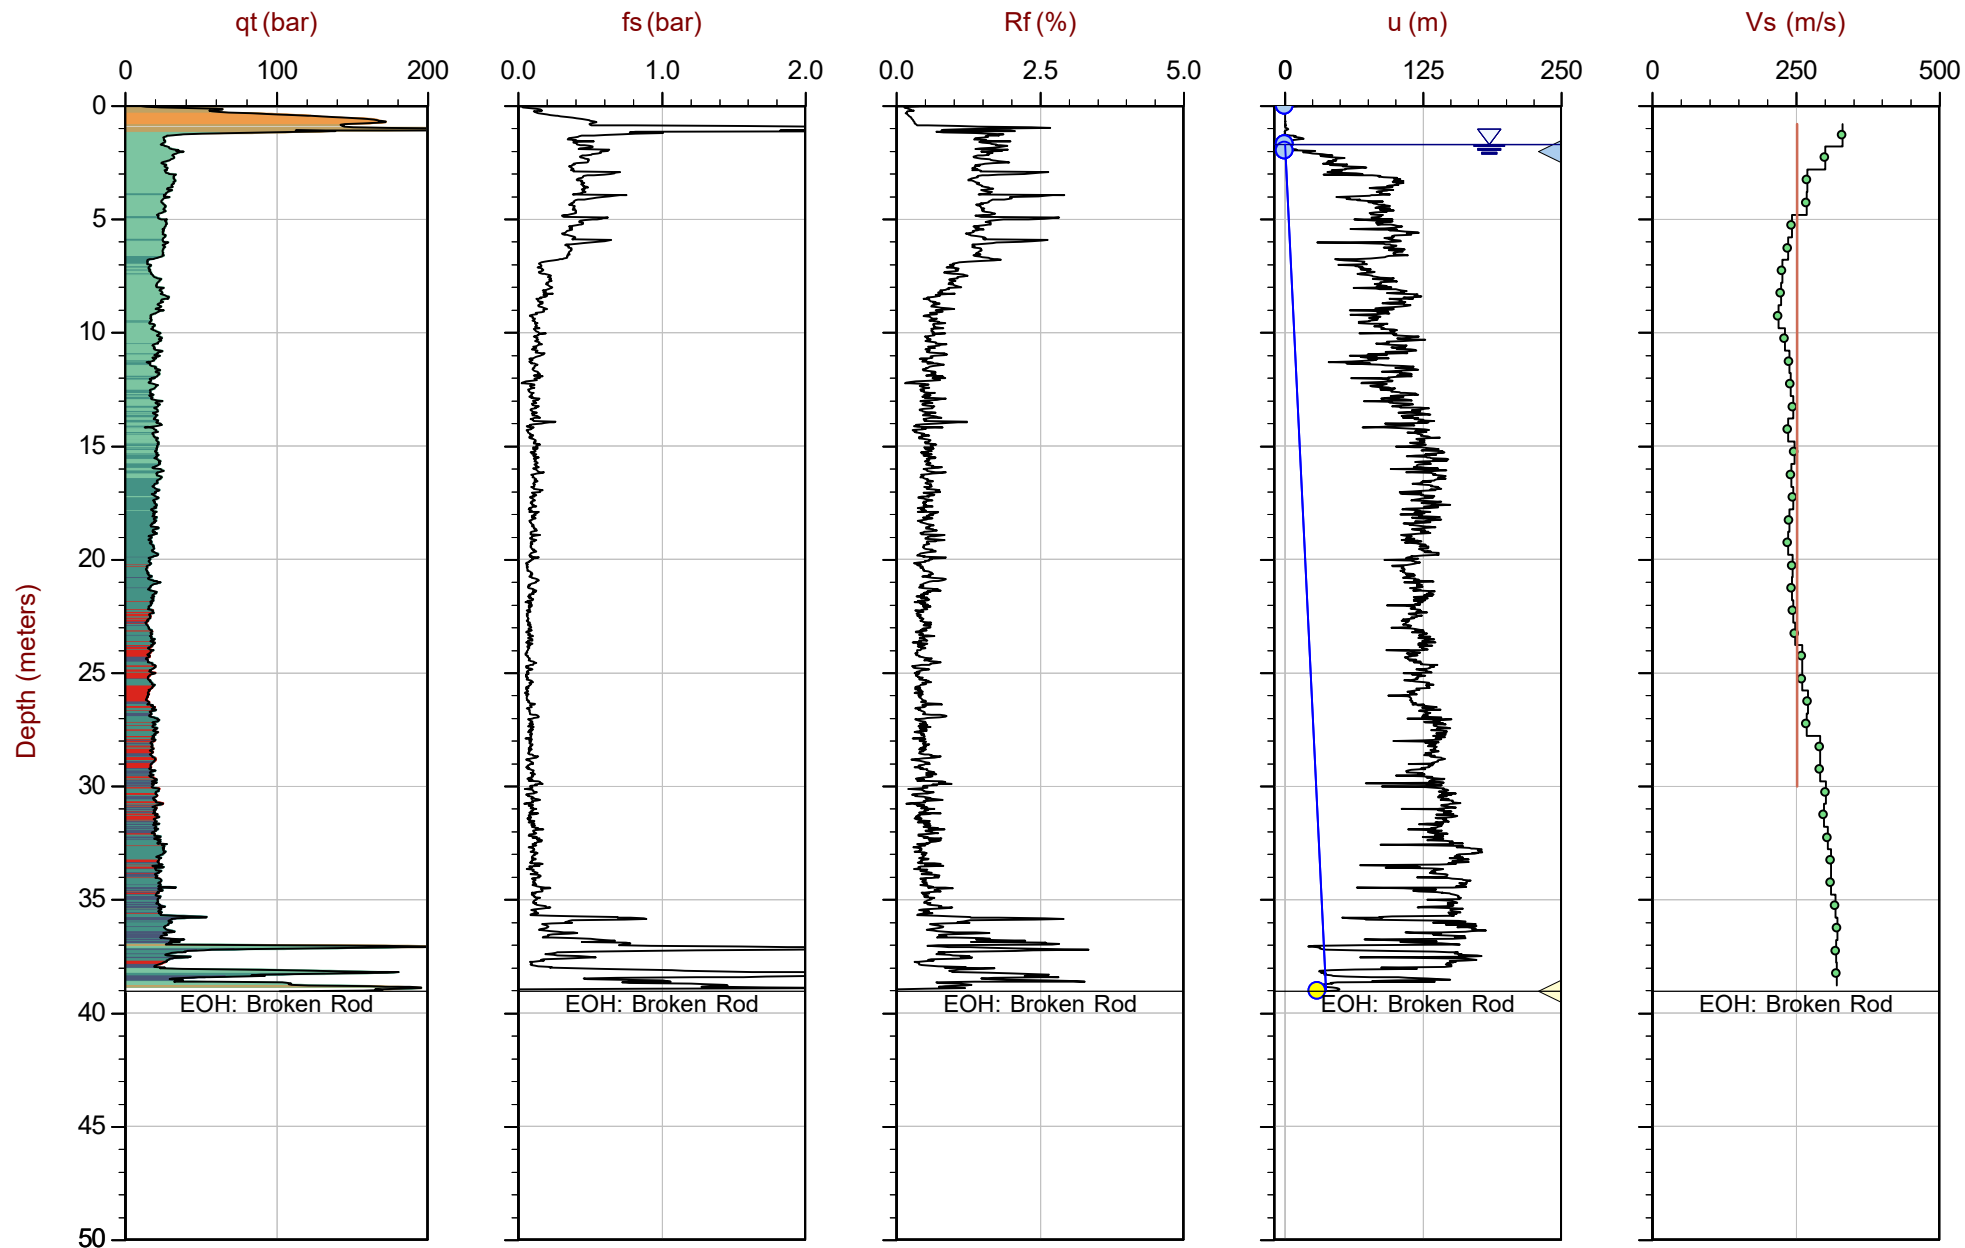 qt (bar) fs (bar) Rf (%) u (m) Vs (m/s)
0 100 200 0.0 1.0 2.0 0.0 2.5 5.0 0 125 250 0 250 500
0
5
10
15
20
25
30
35
40
45
50
Depth (meters)
EOH: Broken Rod EOH: Broken Rod EOH: Broken Rod EOH: Broken Rod EOH: Broken Rod